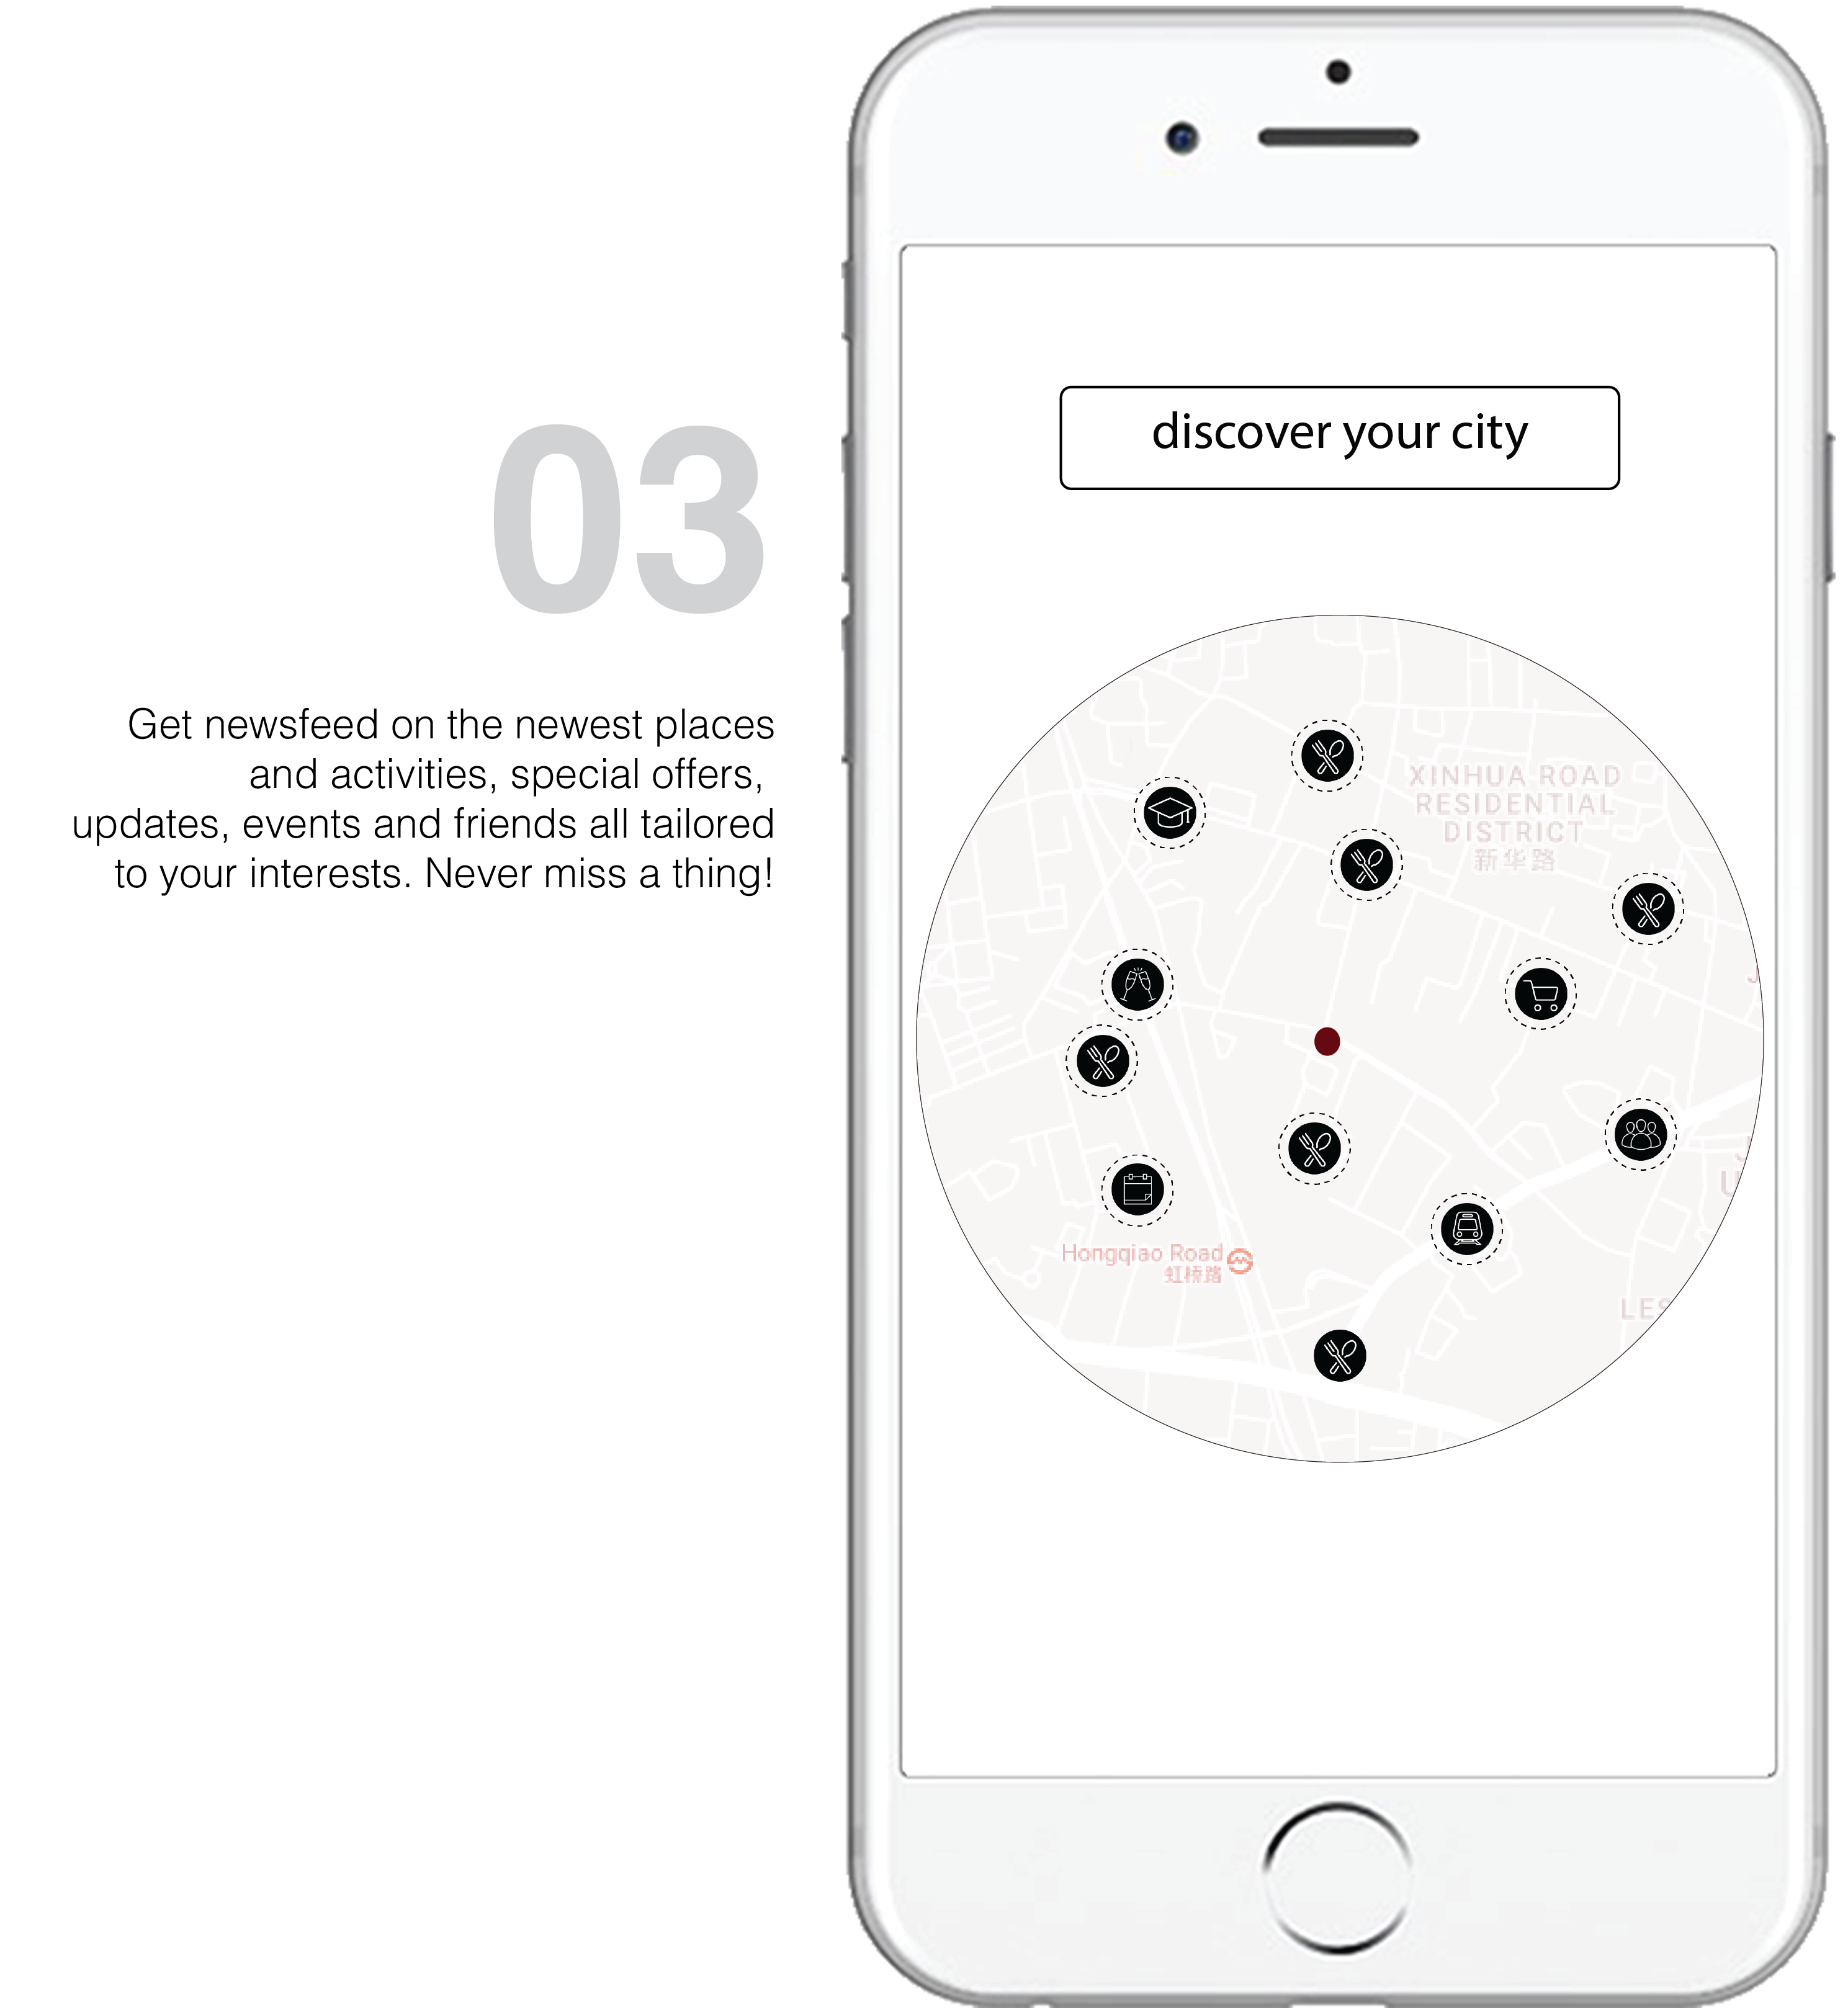 03
Get newsfeed on the newest places
and activities, special offers,
updates, events and friends all tailored
to your interests. Never miss a thing!
discover your city
XINHUA ROAD
RESIDENTIAL
DISTRICT
新华路
Hongqiao Road
虹桥路